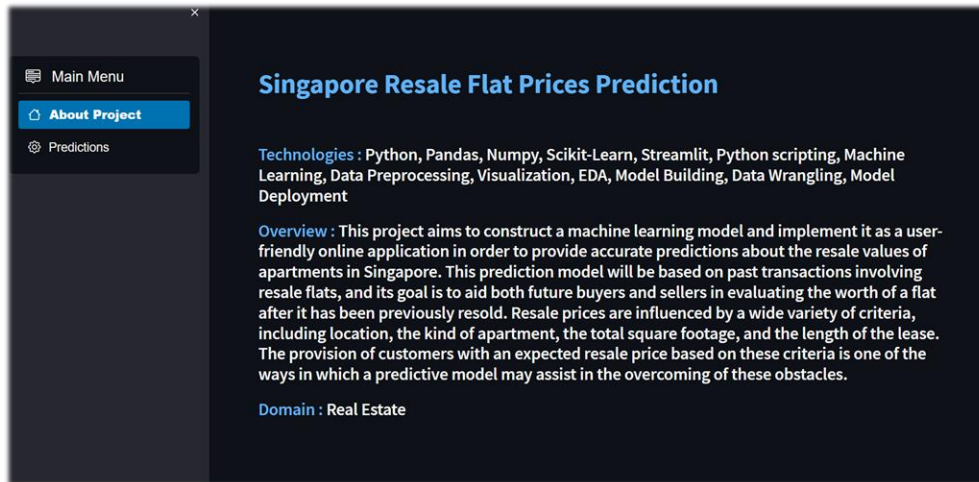 ×
Main Menu
About Project
Predictions
Singapore Resale Flat Prices Prediction
Technologies : Python, Pandas, Numpy, Scikit-Learn, Streamlit, Python scripting, Machine
Learning, Data Preprocessing, Visualization, EDA, Model Building, Data Wrangling, Model
Deployment
Overview : This project aims to construct a machine learning model and implement it as a user-
friendly online application in order to provide accurate predictions about the resale values of
apartments in Singapore. This prediction model will be based on past transactions involving
resale flats, and its goal is to aid both future buyers and sellers in evaluating the worth of a flat
after it has been previously resold. Resale prices are influenced by a wide variety of criteria,
including location, the kind of apartment, the total square footage, and the length of the lease.
The provision of customers with an expected resale price based on these criteria is one of the
ways in which a predictive model may assist in the overcoming of these obstacles.
Domain : Real Estate